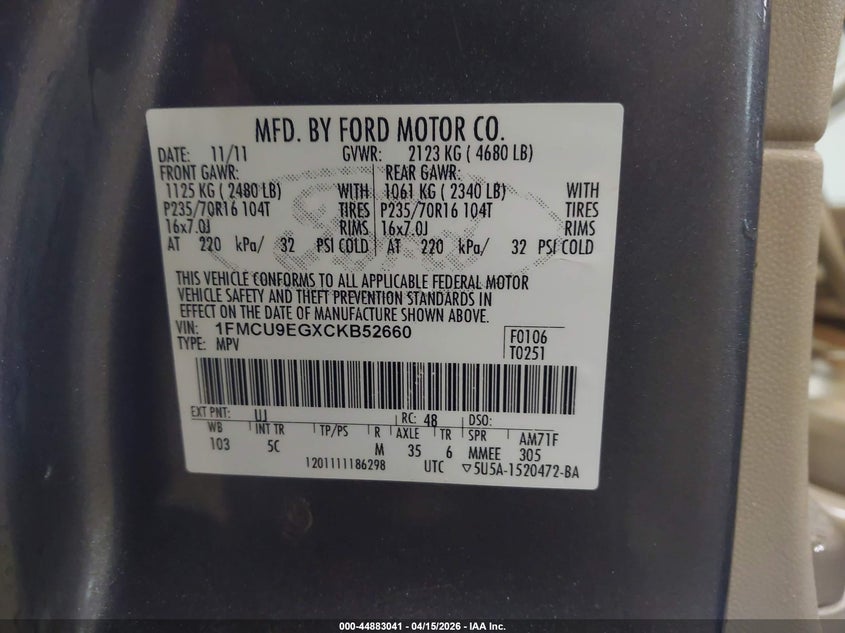 MFD. BY FORD MOTOR CO.
DATE: 11/11 GVWR: 2123 KG ( 4680 LB)
FRONT GAWR: REAR GAWR:
1125 KG ( 2480 LB) WITH 1061 KG ( 2340 LB) WITH
P235/70R16 104T TIRES P235/70R16 104T TIRES
16x7.0J RIMS 16x7.0J RIMS
AT 220 kPa/ 32 PSI COLD AT 220 kPa/ 32 PSI COLD
THIS VEHICLE CONFORMS TO ALL APPLICABLE FEDERAL MOTOR
VEHICLE SAFETY AND THEFT PREVENTION STANDARDS IN
EFFECT ON THE DATE OF MANUFACTURE SHOWN ABOVE.
VIN: 1FMCU9EGXCKB52660 F0106
TYPE: MPV T0251
EXT PNT: UJ RC: 48 DSO:
WB INT TR TP/PS R AXLE TR SPR AM71F
103 5C M 35 6 MMEE 305
1201111186298 UTC ▽5U5A-1520472-BA
000-44883041 | 04/15/2026 - IAA Inc.